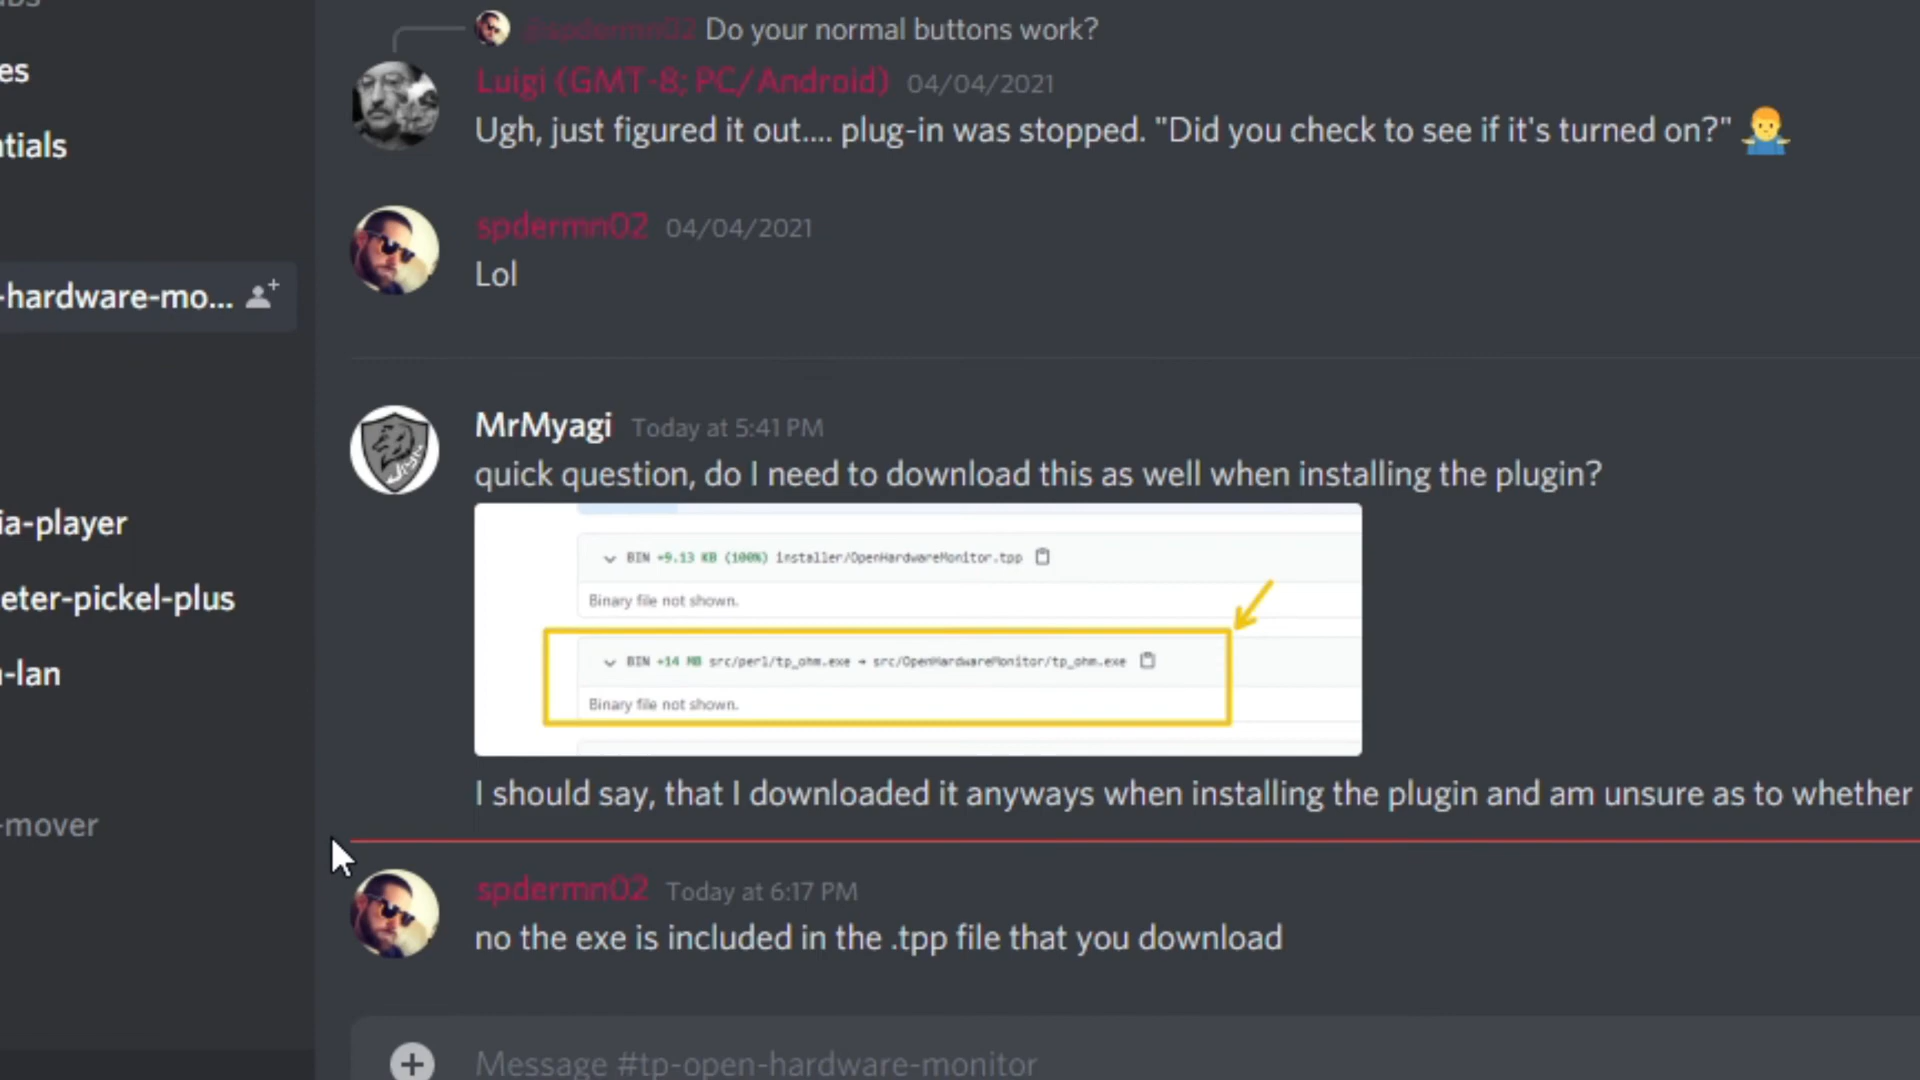 @spdermn02 Do your normal buttons work?
Luigi (GMT-8; PC/Android) 04/04/2021
Ugh, just figured it out.... plug-in was stopped. "Did you check to see if it's turned on?"
spdermn02 04/04/2021
Lol
MrMyagi Today at 5:41 PM
quick question, do I need to download this as well when installing the plugin?
BIN +9.13 KB (100%) installer/OpenHardwareMonitor.tpp
Binary file not shown.
BIN +14 MB src/perl/tp_ohm.exe → src/OpenHardwareMonitor/tp_ohm.exe
Binary file not shown.
I should say, that I downloaded it anyways when installing the plugin and am unsure as to whether
spdermn02 Today at 6:17 PM
no the exe is included in the .tpp file that you download
Message #tp-open-hardware-monitor
es
tials
-hardware-mo...
ia-player
eter-pickel-plus
-lan
-mover